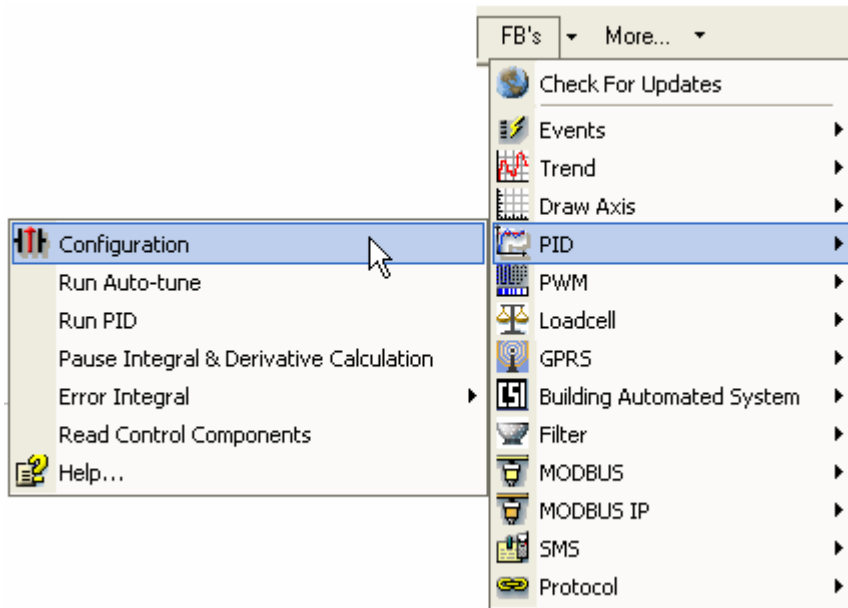 FB's More...
Check For Updates
Events
Trend
Draw Axis
PID
PWM
Loadcell
GPRS
Building Automated System
Filter
MODBUS
MODBUS IP
SMS
Protocol
Configuration
Run Auto-tune
Run PID
Pause Integral & Derivative Calculation
Error Integral
Read Control Components
Help...